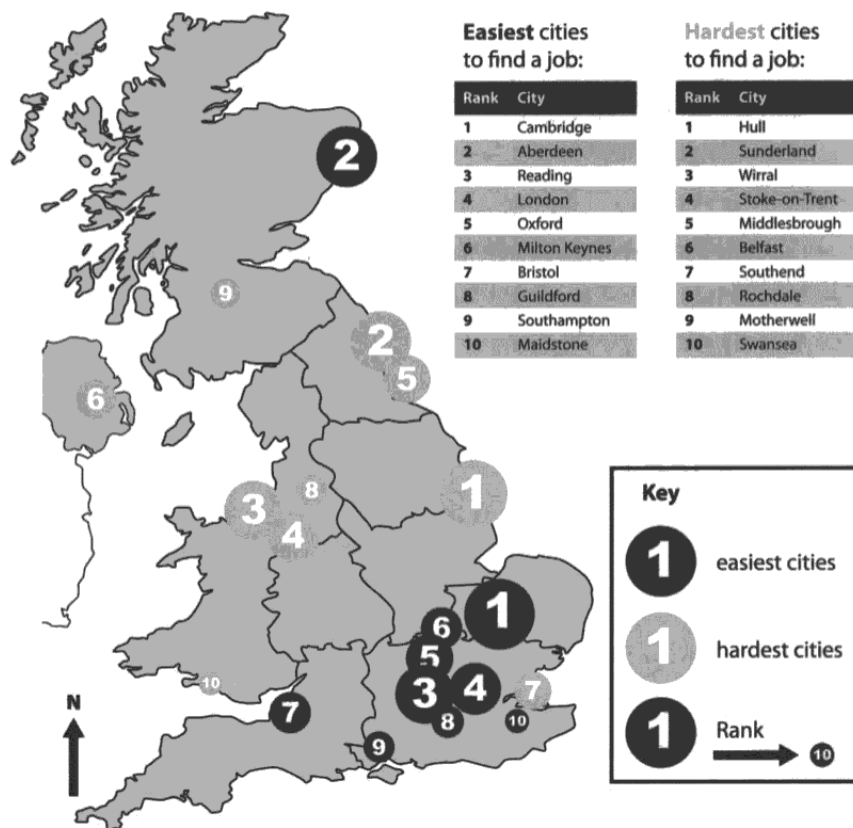 Easiest cities
to find a job:
Rank City
1 Cambridge
2 Aberdeen
3 Reading
4 London
5 Oxford
6 Milton Keynes
7 Bristol
8 Guildford
9 Southampton
10 Maidstone
Hardest cities
to find a job:
Rank City
1 Hull
2 Sunderland
3 Wirral
4 Stoke-on-Trent
5 Middlesbrough
6 Belfast
7 Southend
8 Rochdale
9 Motherwell
10 Swansea
2
9
2
5
6
8
3
1
4
1
6
5
3
4
7
10
7
8
10
9
N
Key
1 easiest cities
1 hardest cities
1 Rank 10